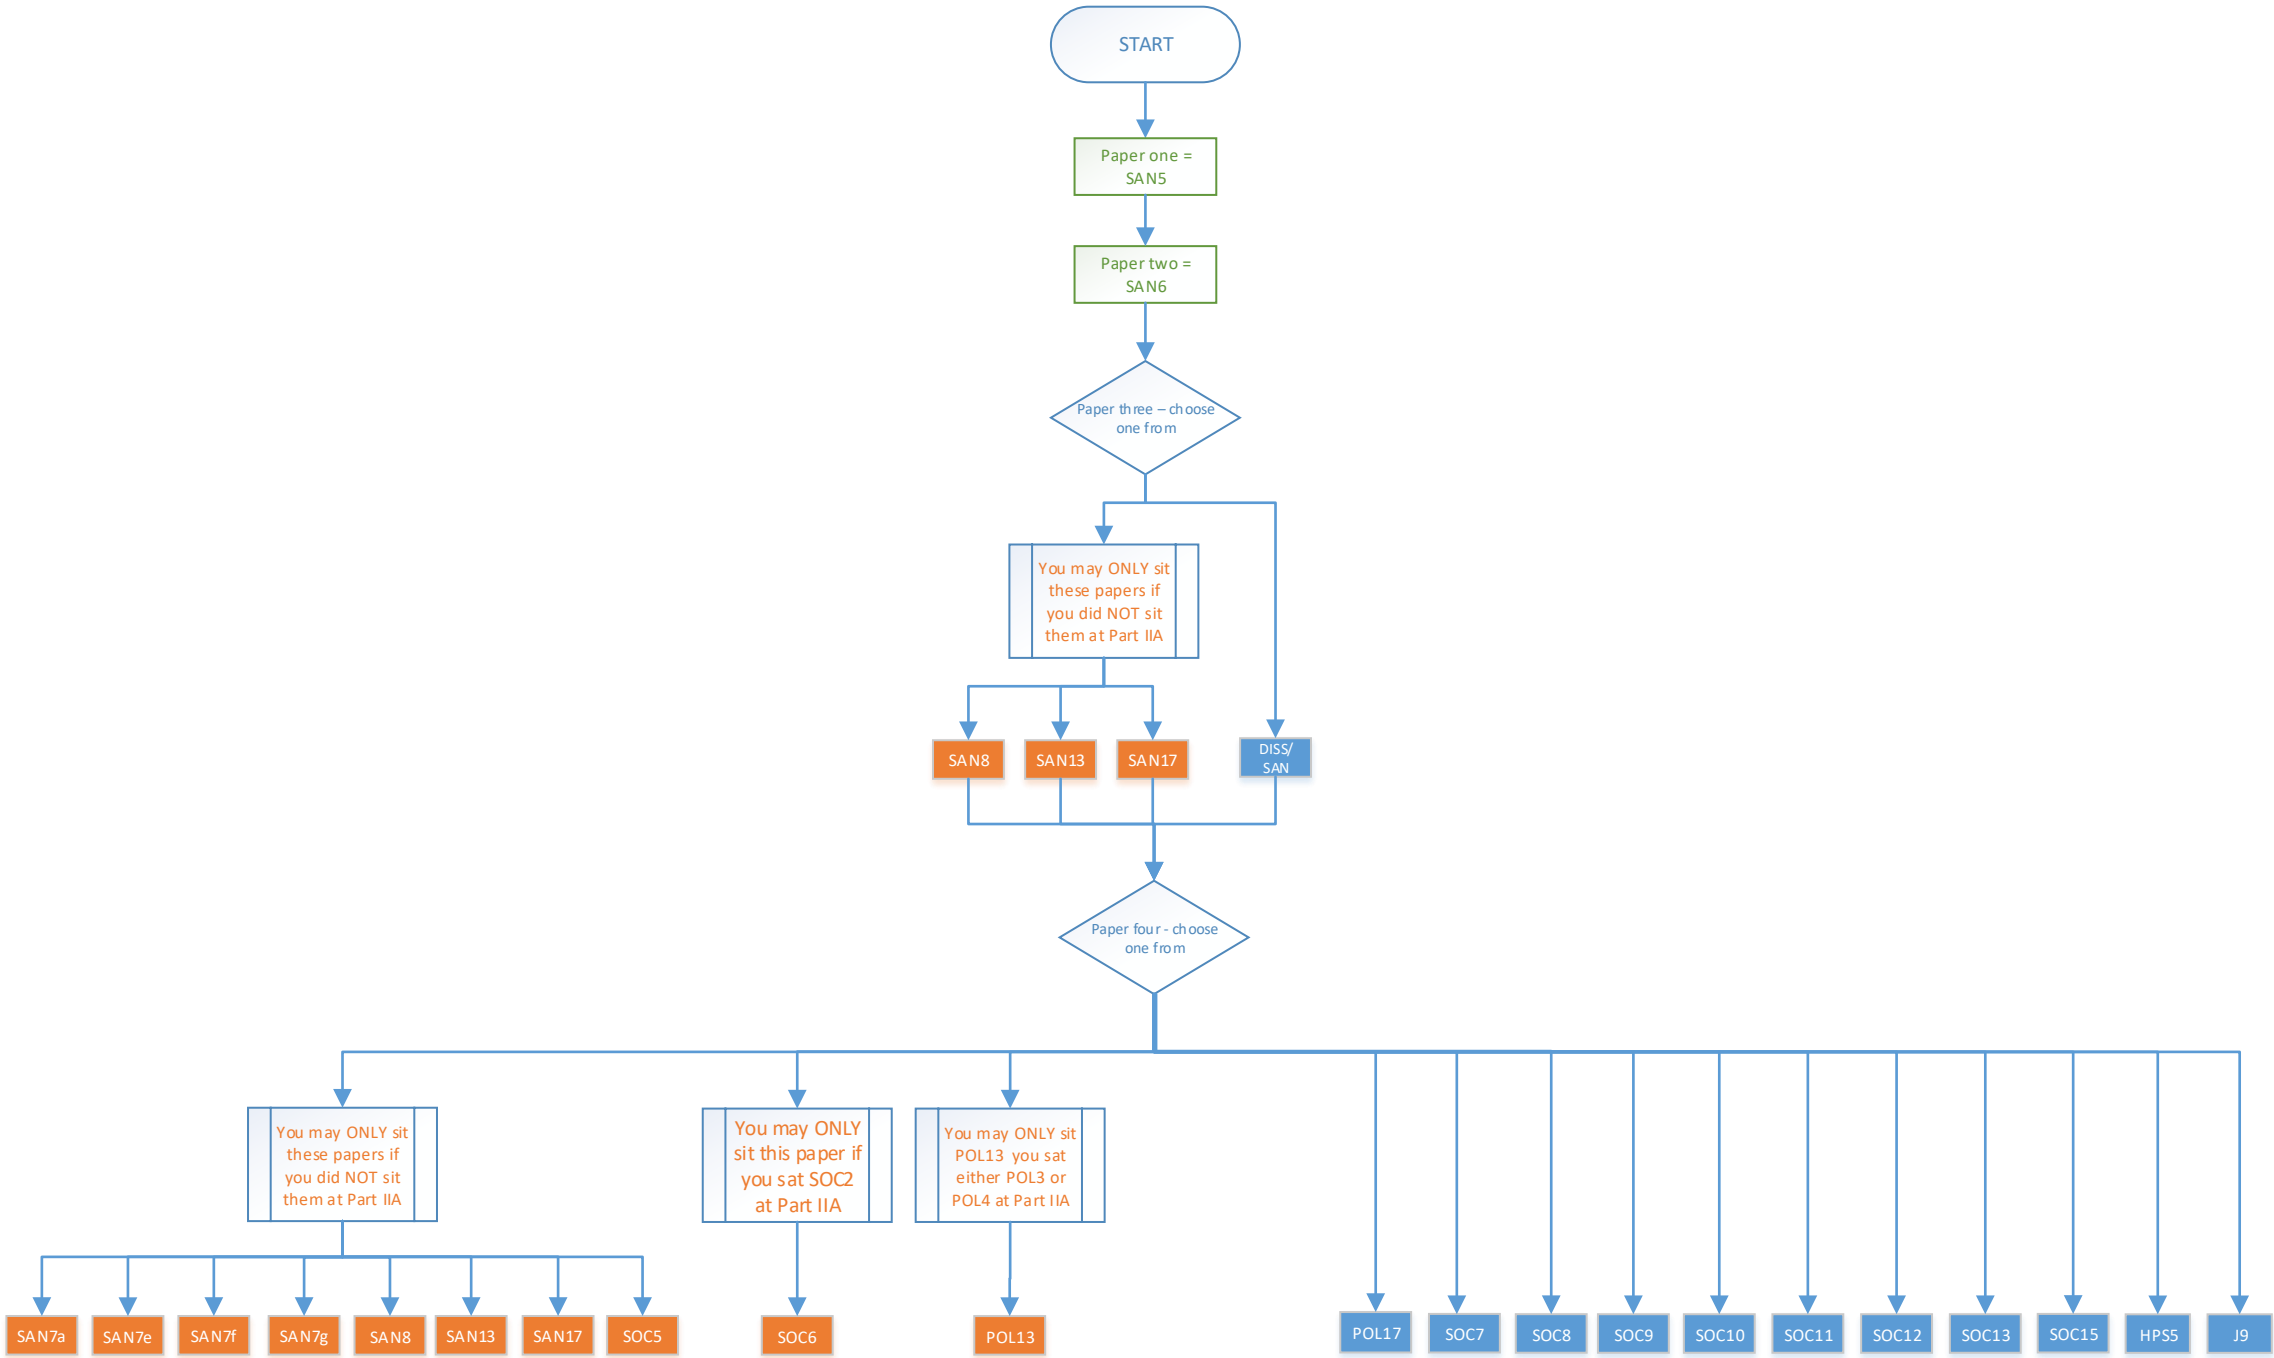 START
Paper one =
SAN5
Paper two =
SAN6
Paper three – choose
one from
You may ONLY sit
these papers if
you did NOT sit
them at Part IIA
SAN8
SAN13
SAN17
DISS/
SAN
Paper four - choose
one from
You may ONLY sit
these papers if
you did NOT sit
them at Part IIA
You may ONLY
sit this paper if
you sat SOC2
at Part IIA
You may ONLY sit
POL13 you sat
either POL3 or
POL4 at Part IIA
SAN7a
SAN7e
SAN7f
SAN7g
SAN8
SAN13
SAN17
SOC5
SOC6
POL13
POL17
SOC7
SOC8
SOC9
SOC10
SOC11
SOC12
SOC13
SOC15
HPS5
J9